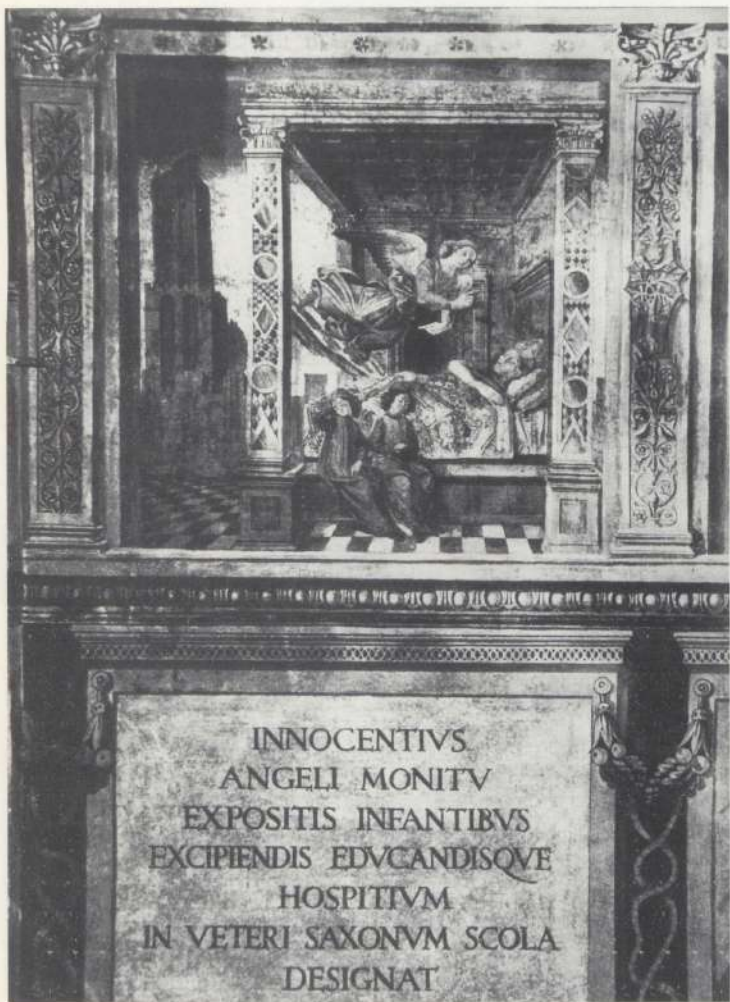 INNOCENTIVS
ANGELI MONITV
EXPOSITIS INFANTIBVS
EXCIPIENDIS EDVCANDISQVE
HOSPITIVM
IN VETERI SAXONVM SCOLA
DESIGNAT